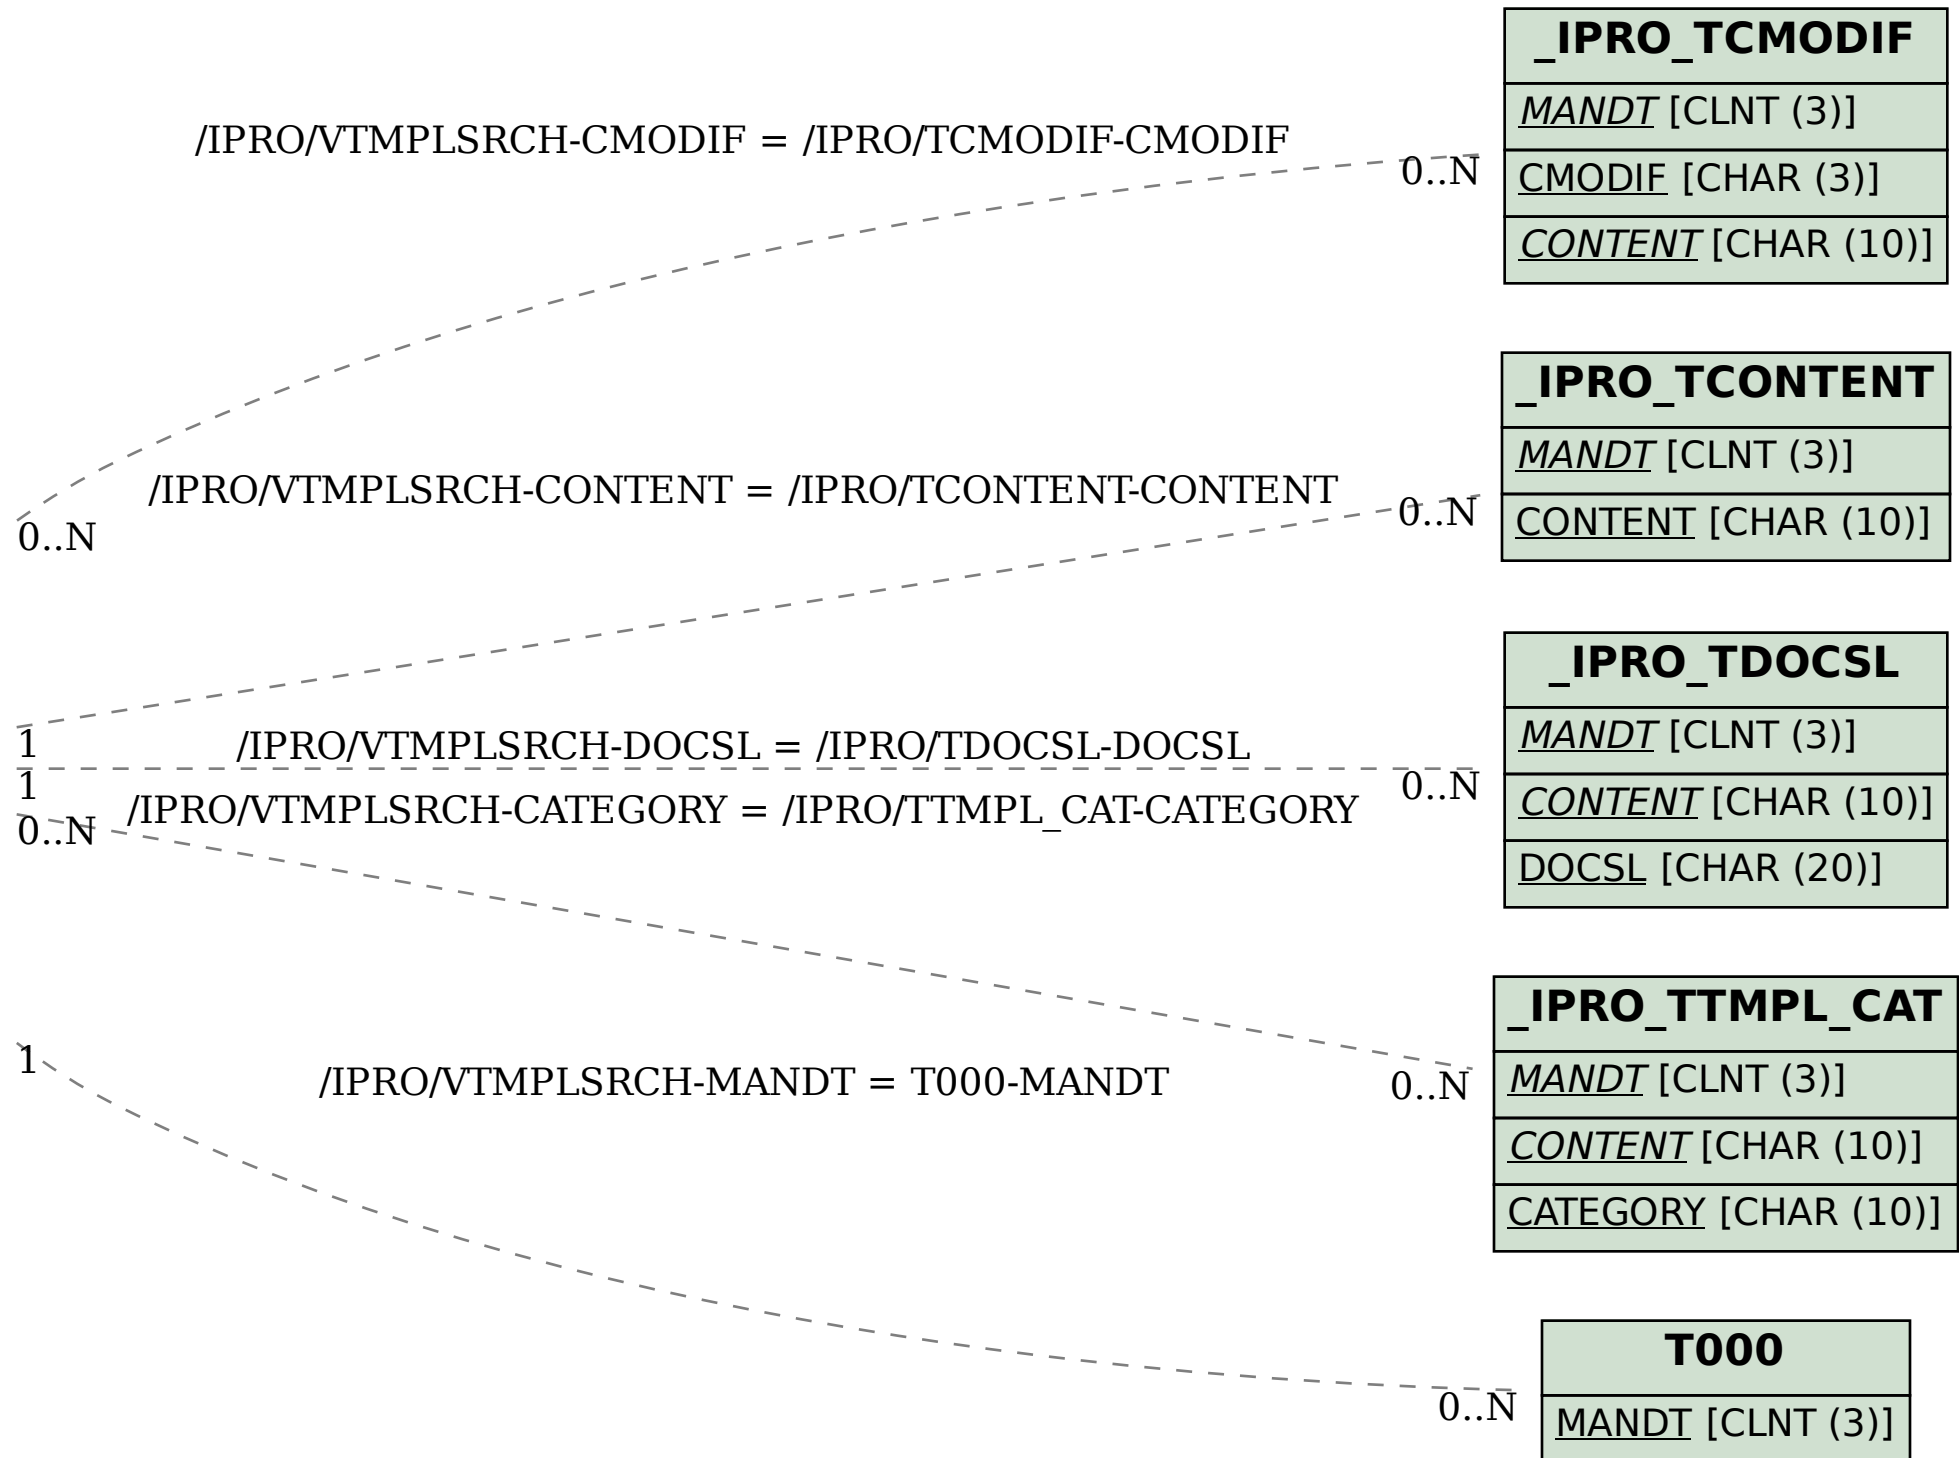 _IPRO_TCMODIF
MANDT [CLNT (3)]
CMODIF [CHAR (3)]
CONTENT [CHAR (10)]
/IPRO/VTMPLSRCH-CMODIF = /IPRO/TCMODIF-CMODIF
0..N
0..N
_IPRO_TCONTENT
MANDT [CLNT (3)]
CONTENT [CHAR (10)]
/IPRO/VTMPLSRCH-CONTENT = /IPRO/TCONTENT-CONTENT
0..N
1
_IPRO_TDOCSL
MANDT [CLNT (3)]
CONTENT [CHAR (10)]
DOCSL [CHAR (20)]
/IPRO/VTMPLSRCH-DOCSL = /IPRO/TDOCSL-DOCSL
0..N
1
/IPRO/VTMPLSRCH-CATEGORY = /IPRO/TTMPL_CAT-CATEGORY
0..N
0..N
_IPRO_TTMPL_CAT
MANDT [CLNT (3)]
CONTENT [CHAR (10)]
CATEGORY [CHAR (10)]
/IPRO/VTMPLSRCH-MANDT = T000-MANDT
1
0..N
T000
MANDT [CLNT (3)]